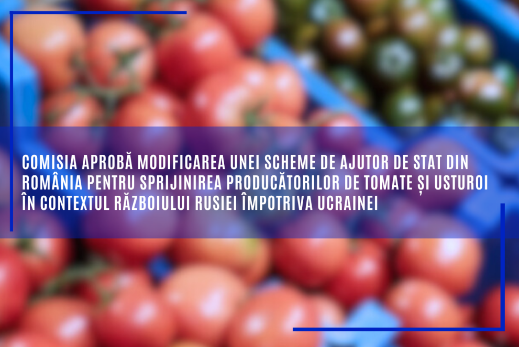 COMISIA APROBĂ MODIFICAREA UNEI SCHEME DE AJUTOR DE STAT DIN
ROMÂNIA PENTRU SPRIJINIREA PRODUCĂTORILOR DE TOMATE ȘI USTUROI
ÎN CONTEXTUL RĂZBOIULUI RUSIEI ÎMPOTRIVA UCRAINEI